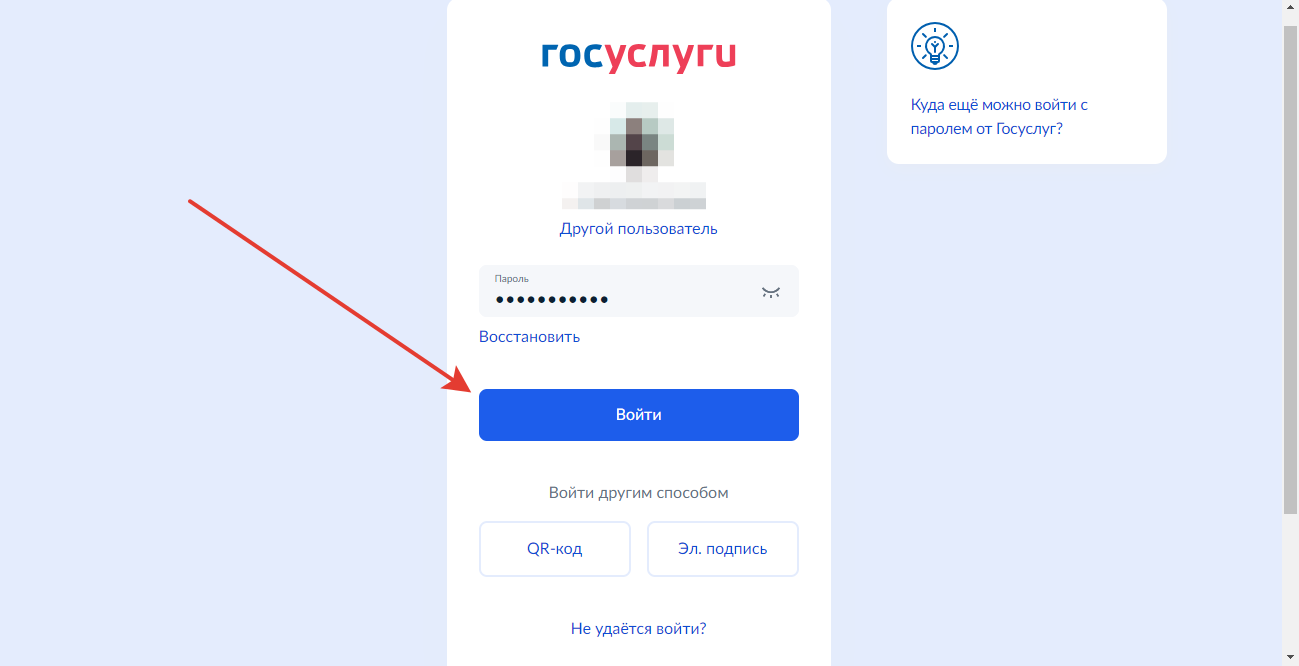 госуслуги
Другой пользователь
Пароль
•••••••••••
Восстановить
Войти
Войти другим способом
QR-код
Эл. подпись
Не удаётся войти?
Куда ещё можно войти с
паролем от Госуслуг?